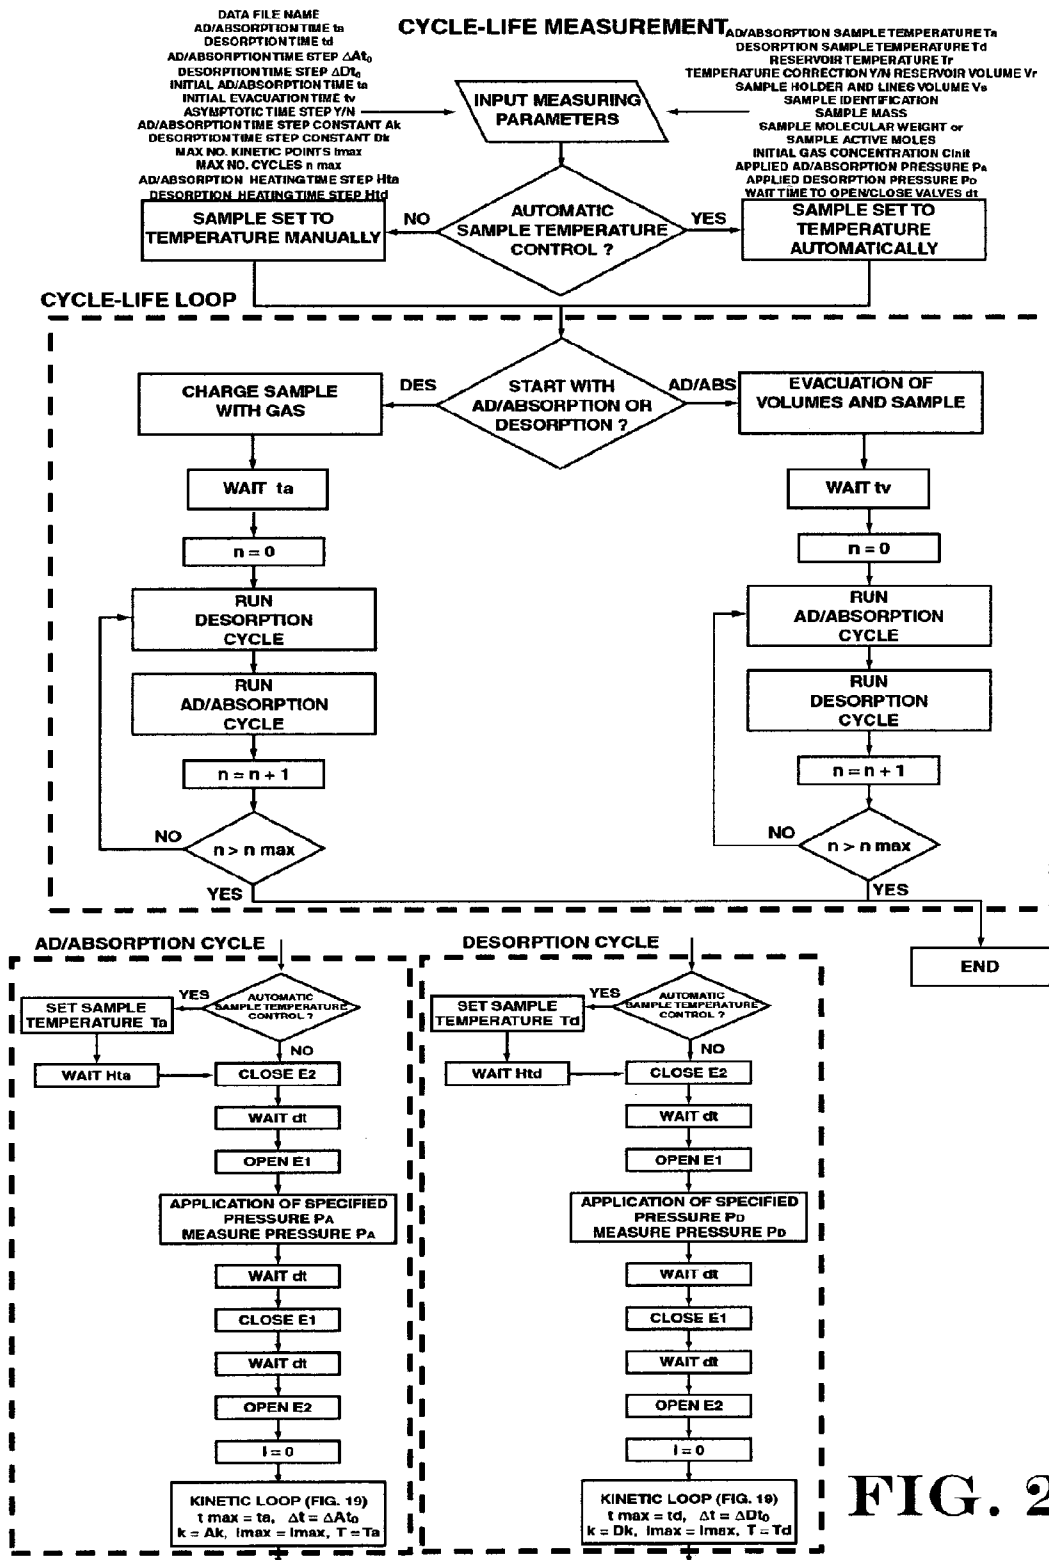 CYCLE-LIFE MEASUREMENT
DATA FILE NAME
AD/ABSORPTION TIME ta
DESORPTION TIME td
AD/ABSORPTION TIME STEP ΔAt₀
DESORPTION TIME STEP ΔDt₀
INITIAL AD/ABSORPTION TIME ta
INITIAL EVACUATION TIME tv
ASYMPTOTIC TIME STEP Y/N
AD/ABSORPTION TIME STEP CONSTANT Ak
DESORPTION TIME STEP CONSTANT Dk
MAX NO. KINETIC POINTS Imax
MAX NO. CYCLES n max
AD/ABSORPTION HEATING TIME STEP Hta
DESORPTION HEATING TIME STEP Htd
INPUT MEASURING
PARAMETERS
AD/ABSORPTION SAMPLE TEMPERATURE Ta
DESORPTION SAMPLE TEMPERATURE Td
RESERVOIR TEMPERATURE Tr
TEMPERATURE CORRECTION Y/N RESERVOIR VOLUME Vr
SAMPLE HOLDER AND LINES VOLUME Vs
SAMPLE IDENTIFICATION
SAMPLE MASS
SAMPLE MOLECULAR WEIGHT or
SAMPLE ACTIVE MOLES
INITIAL GAS CONCENTRATION Cinit
APPLIED AD/ABSORPTION PRESSURE PA
APPLIED DESORPTION PRESSURE PD
WAIT TIME TO OPEN/CLOSE VALVES dt
SAMPLE SET TO
TEMPERATURE MANUALLY
NO
AUTOMATIC
SAMPLE TEMPERATURE
CONTROL ?
YES
SAMPLE SET TO
TEMPERATURE
AUTOMATICALLY
CYCLE-LIFE LOOP
CHARGE SAMPLE
WITH GAS
DES
START WITH
AD/ABSORPTION OR
DESORPTION ?
AD/ABS
EVACUATION OF
VOLUMES AND SAMPLE
WAIT ta
n = 0
RUN
DESORPTION
CYCLE
RUN
AD/ABSORPTION
CYCLE
n = n + 1
NO
n > n max
YES
WAIT tv
n = 0
RUN
AD/ABSORPTION
CYCLE
RUN
DESORPTION
CYCLE
n = n + 1
NO
n > n max
YES
END
AD/ABSORPTION CYCLE
AUTOMATIC
SAMPLE TEMPERATURE
CONTROL ?
YES
SET SAMPLE
TEMPERATURE Ta
NO
WAIT Hta
CLOSE E2
WAIT dt
OPEN E1
APPLICATION OF SPECIFIED
PRESSURE PA
MEASURE PRESSURE PA
WAIT dt
CLOSE E1
WAIT dt
OPEN E2
I = 0
KINETIC LOOP (FIG. 19)
t max = ta, Δt = ΔAt₀
k = Ak, Imax = Imax, T = Ta
DESORPTION CYCLE
AUTOMATIC
SAMPLE TEMPERATURE
CONTROL ?
YES
SET SAMPLE
TEMPERATURE Td
NO
WAIT Htd
CLOSE E2
WAIT dt
OPEN E1
APPLICATION OF SPECIFIED
PRESSURE PD
MEASURE PRESSURE PD
WAIT dt
CLOSE E1
WAIT dt
OPEN E2
I = 0
KINETIC LOOP (FIG. 19)
t max = td, Δt = ΔDt₀
k = Dk, Imax = Imax, T = Td
FIG. 2